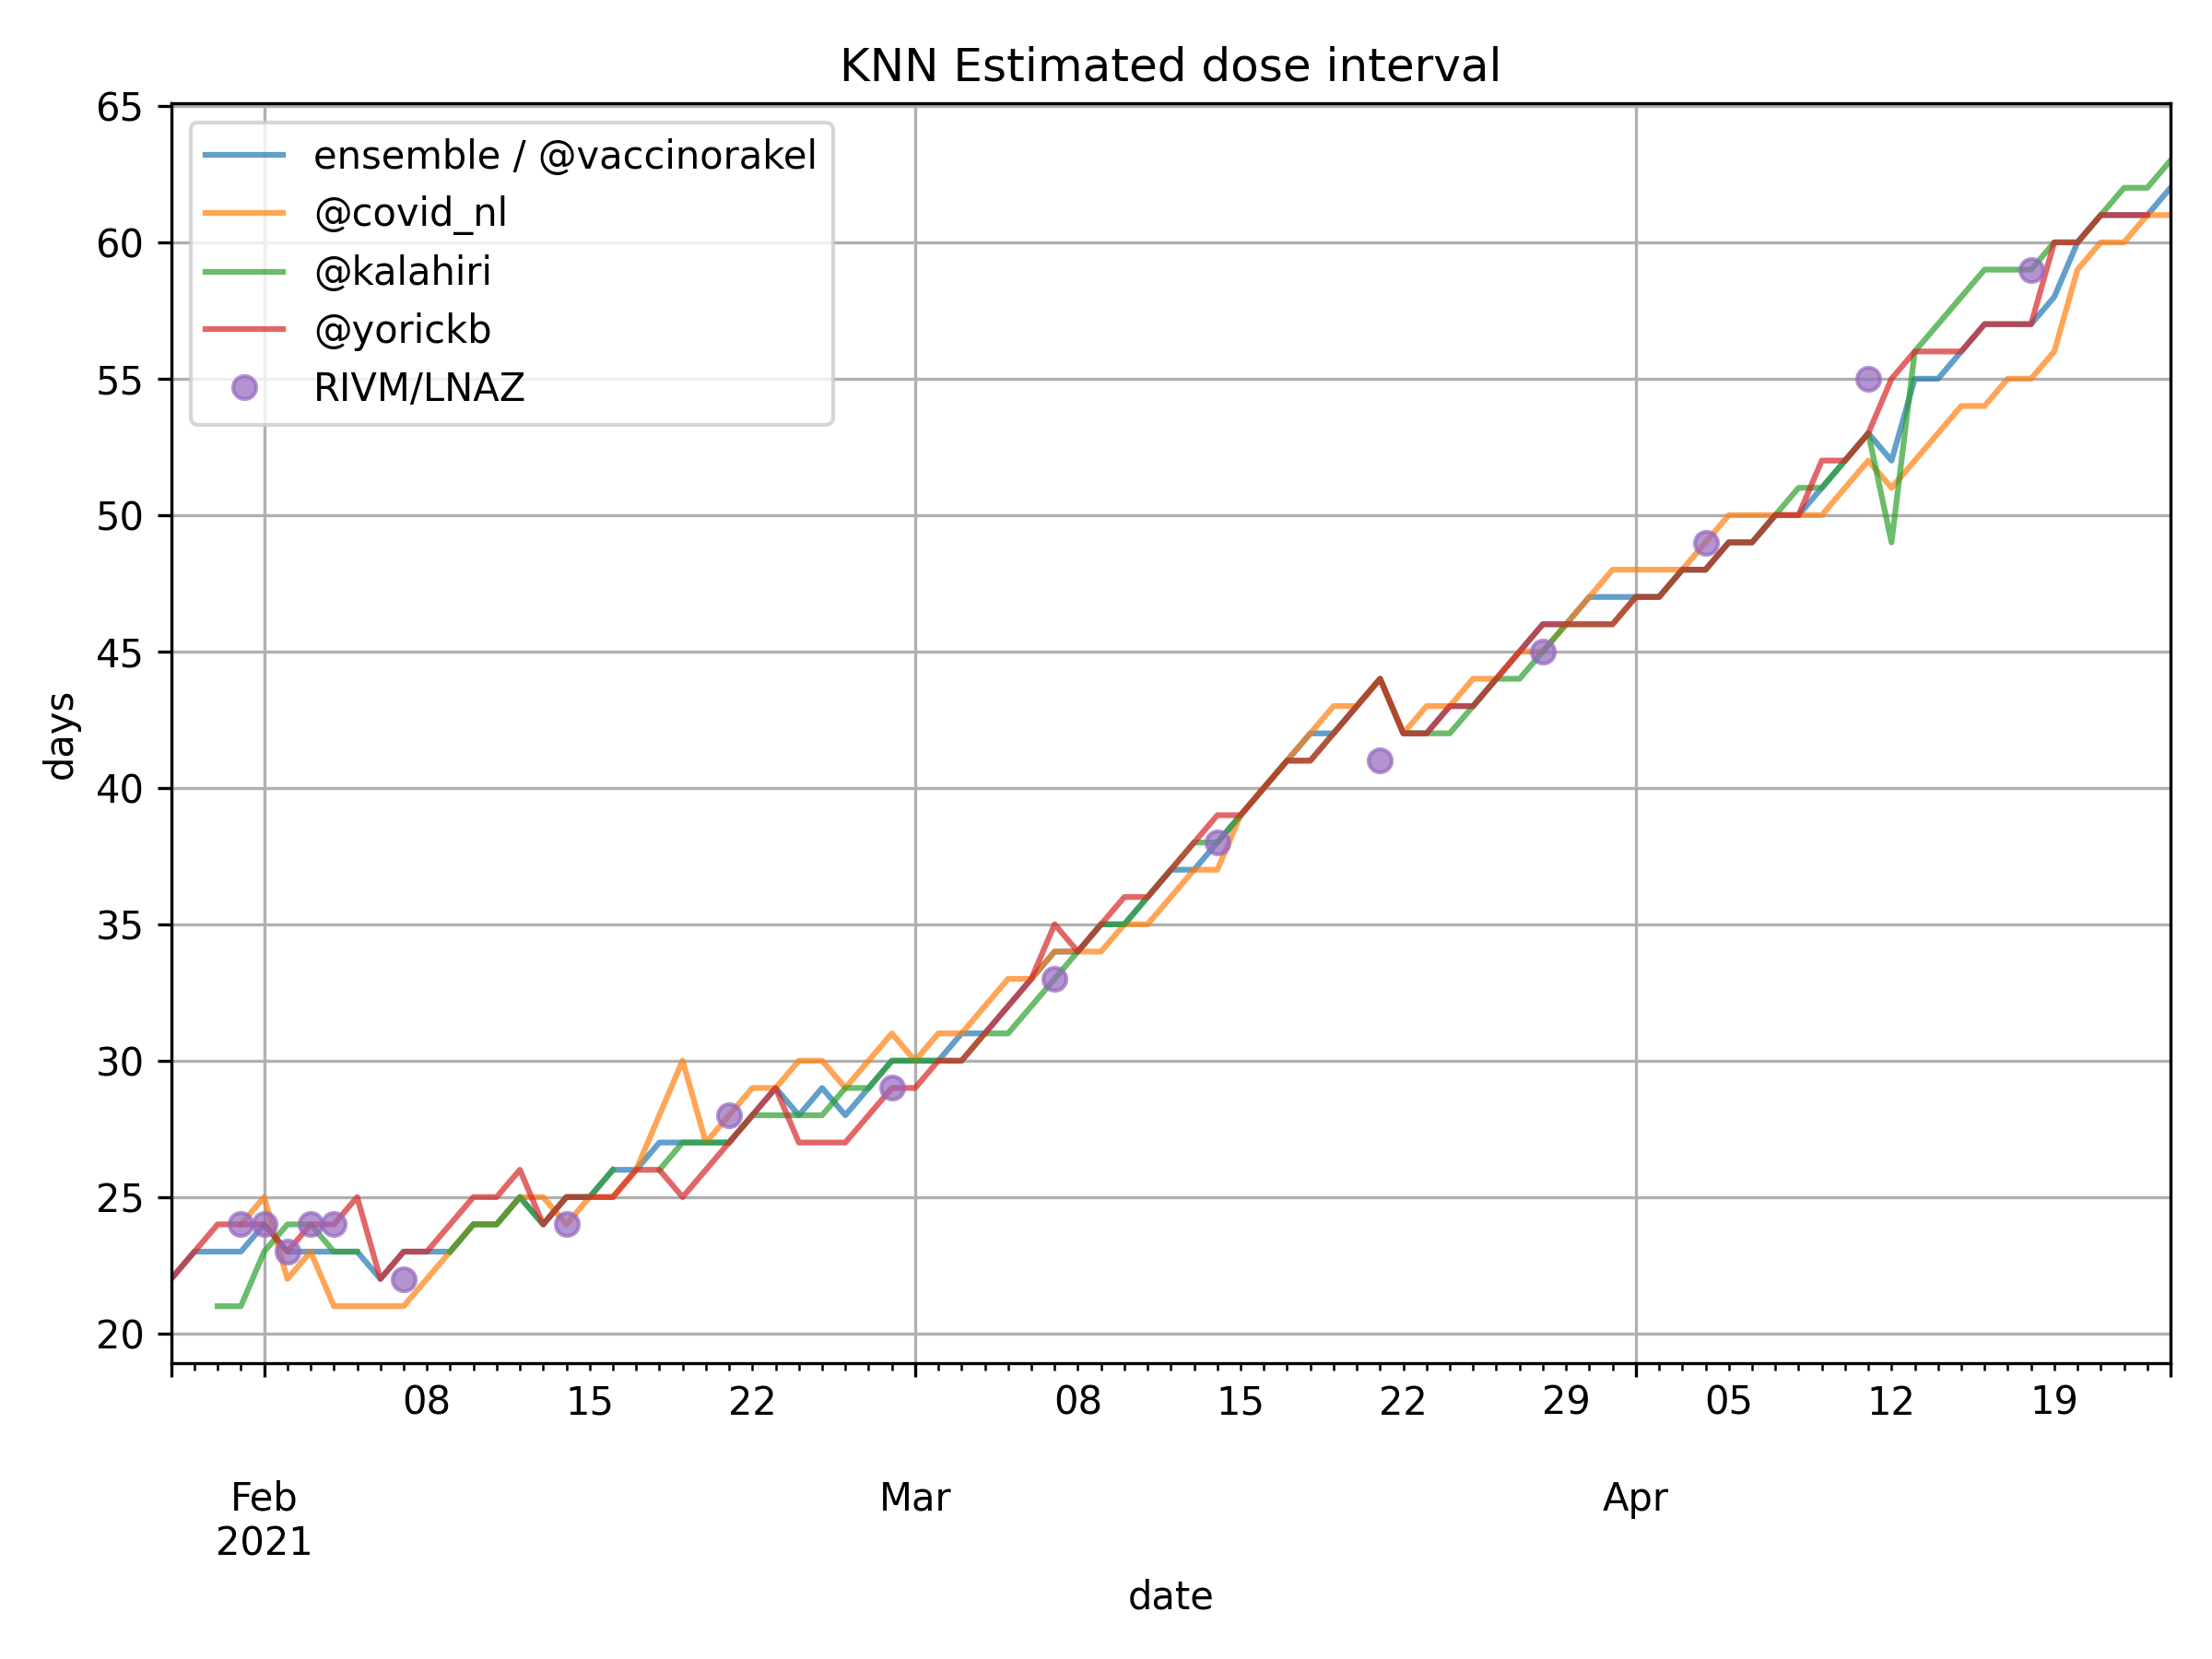 KNN Estimated dose interval
65
60
55
50
45
40
35
30
25
20
days
ensemble / @vaccinorakel
@covid_nl
@kalahiri
@yorickb
RIVM/LNAZ
08 15 22 08 15 22 29 05 12 19
Feb Mar Apr
2021
date